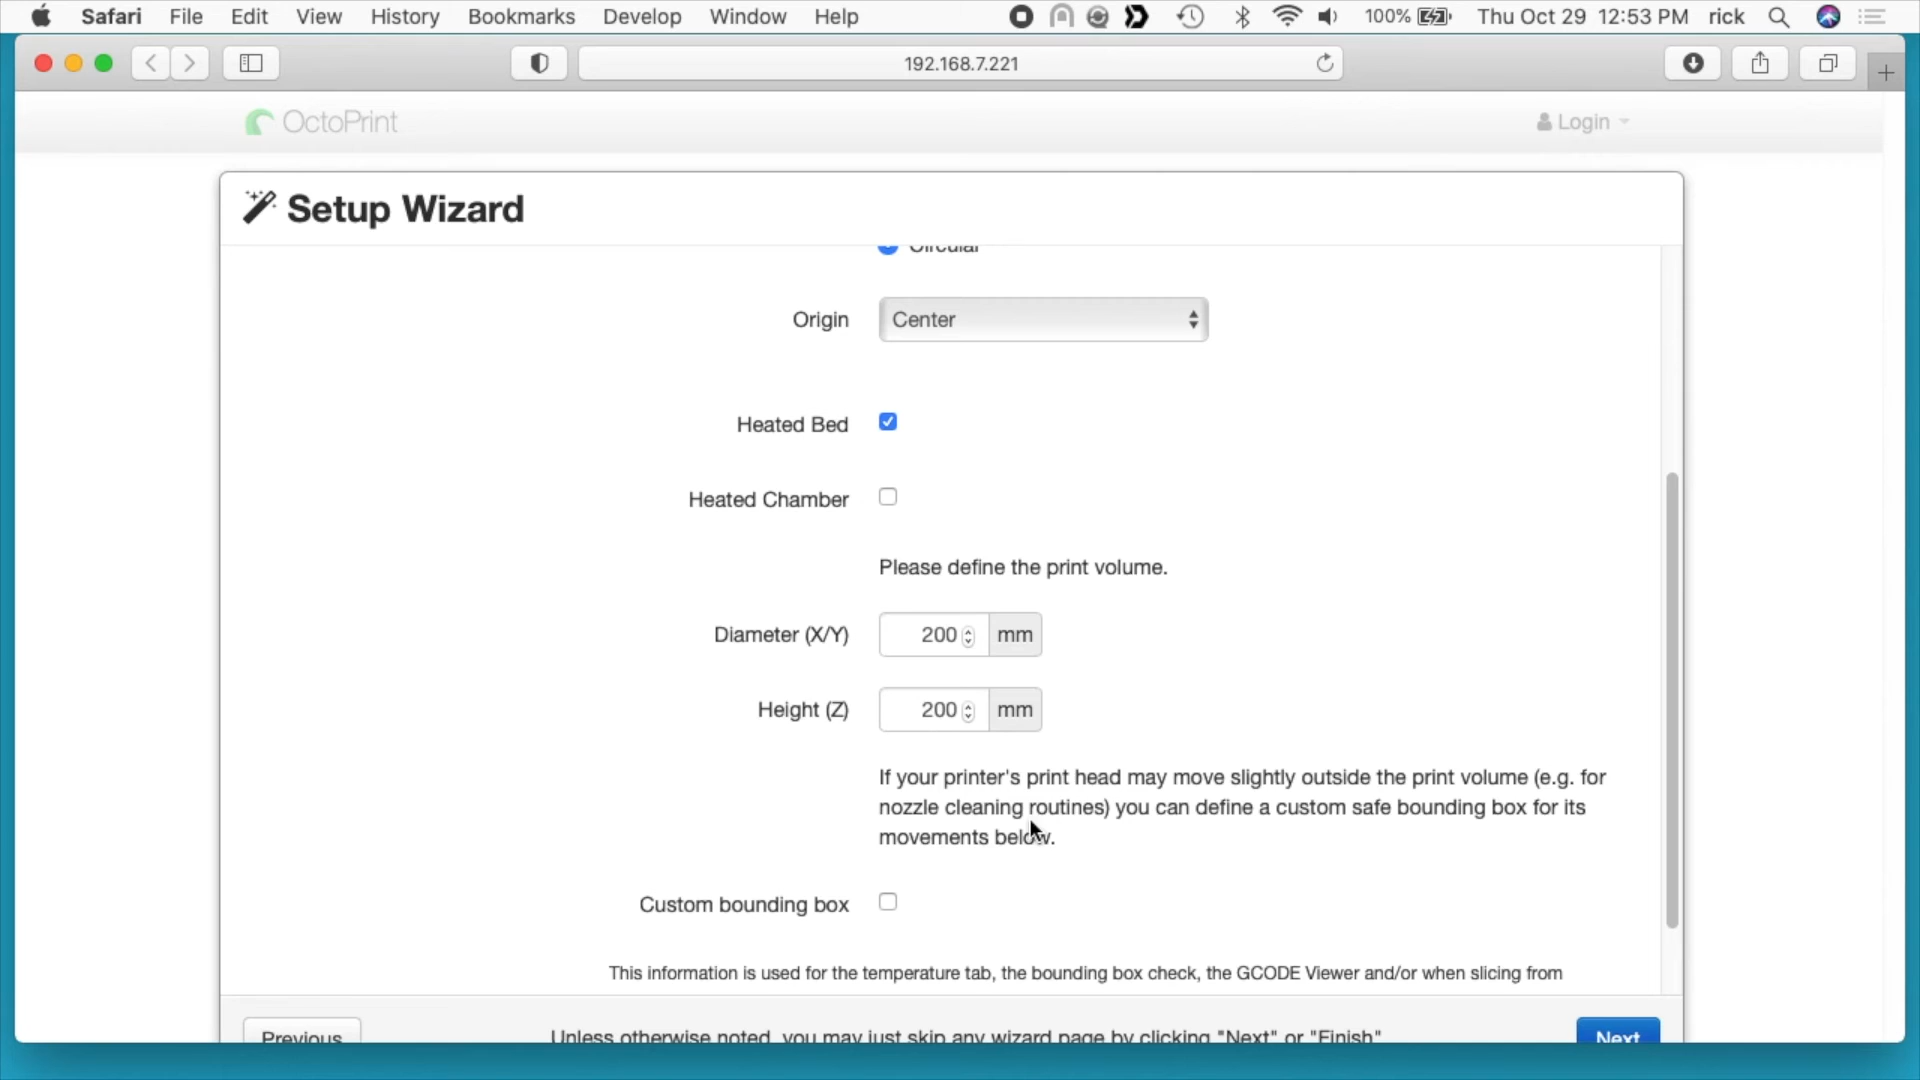 Safari File Edit View History Bookmarks Develop Window Help 100% Thu Oct 29 12:53 PM rick
192.168.7.221
OctoPrint Login
Setup Wizard
Circular
Origin Center
Heated Bed
Heated Chamber
Please define the print volume.
Diameter (X/Y) 200 mm
Height (Z) 200 mm
If your printer's print head may move slightly outside the print volume (e.g. for
nozzle cleaning routines) you can define a custom safe bounding box for its
movements below.
Custom bounding box
This information is used for the temperature tab, the bounding box check, the GCODE Viewer and/or when slicing from
Previous Unless otherwise noted, you may just skip any wizard page by clicking "Next" or "Finish" Next